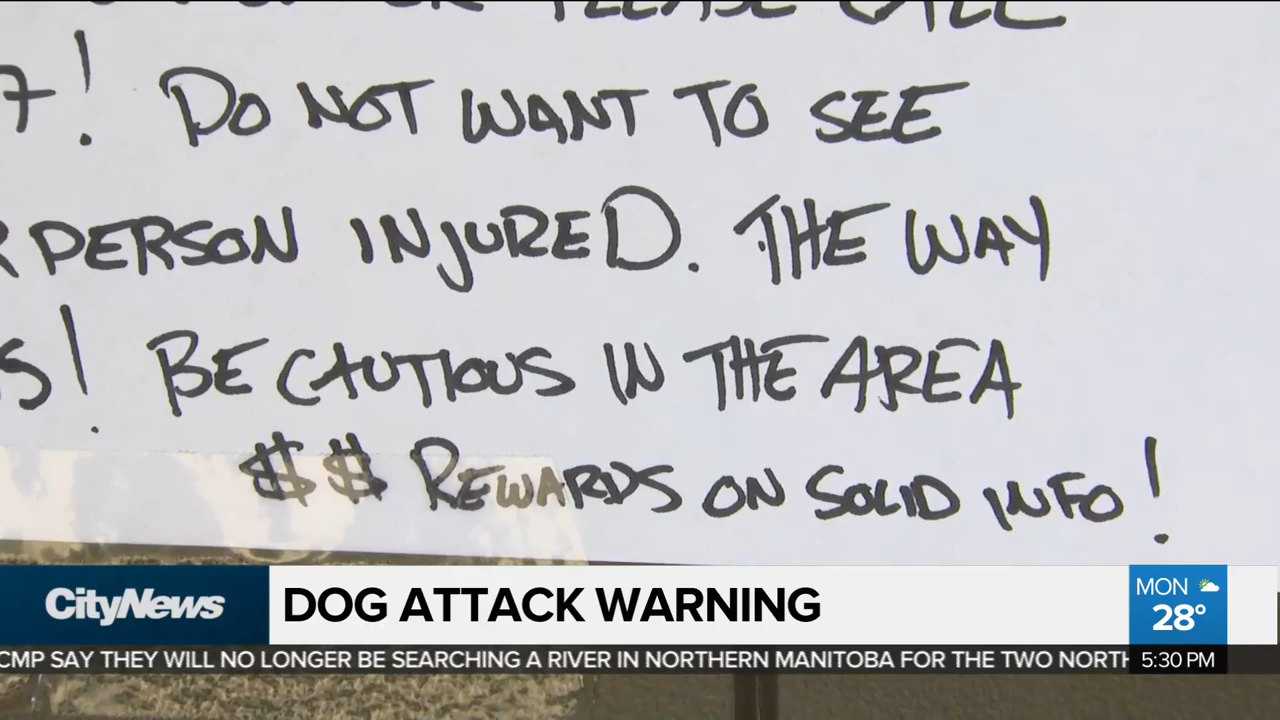 PLEASE CALL
7! DO NOT WANT TO SEE
PERSON INJURED. THE WAY
S! BE CAUTIOUS IN THE AREA
$$ REWARDS ON SOLID INFO!
CityNews
DOG ATTACK WARNING
MON
28°
CMP SAY THEY WILL NO LONGER BE SEARCHING A RIVER IN NORTHERN MANITOBA FOR THE TWO NORTH
5:30 PM